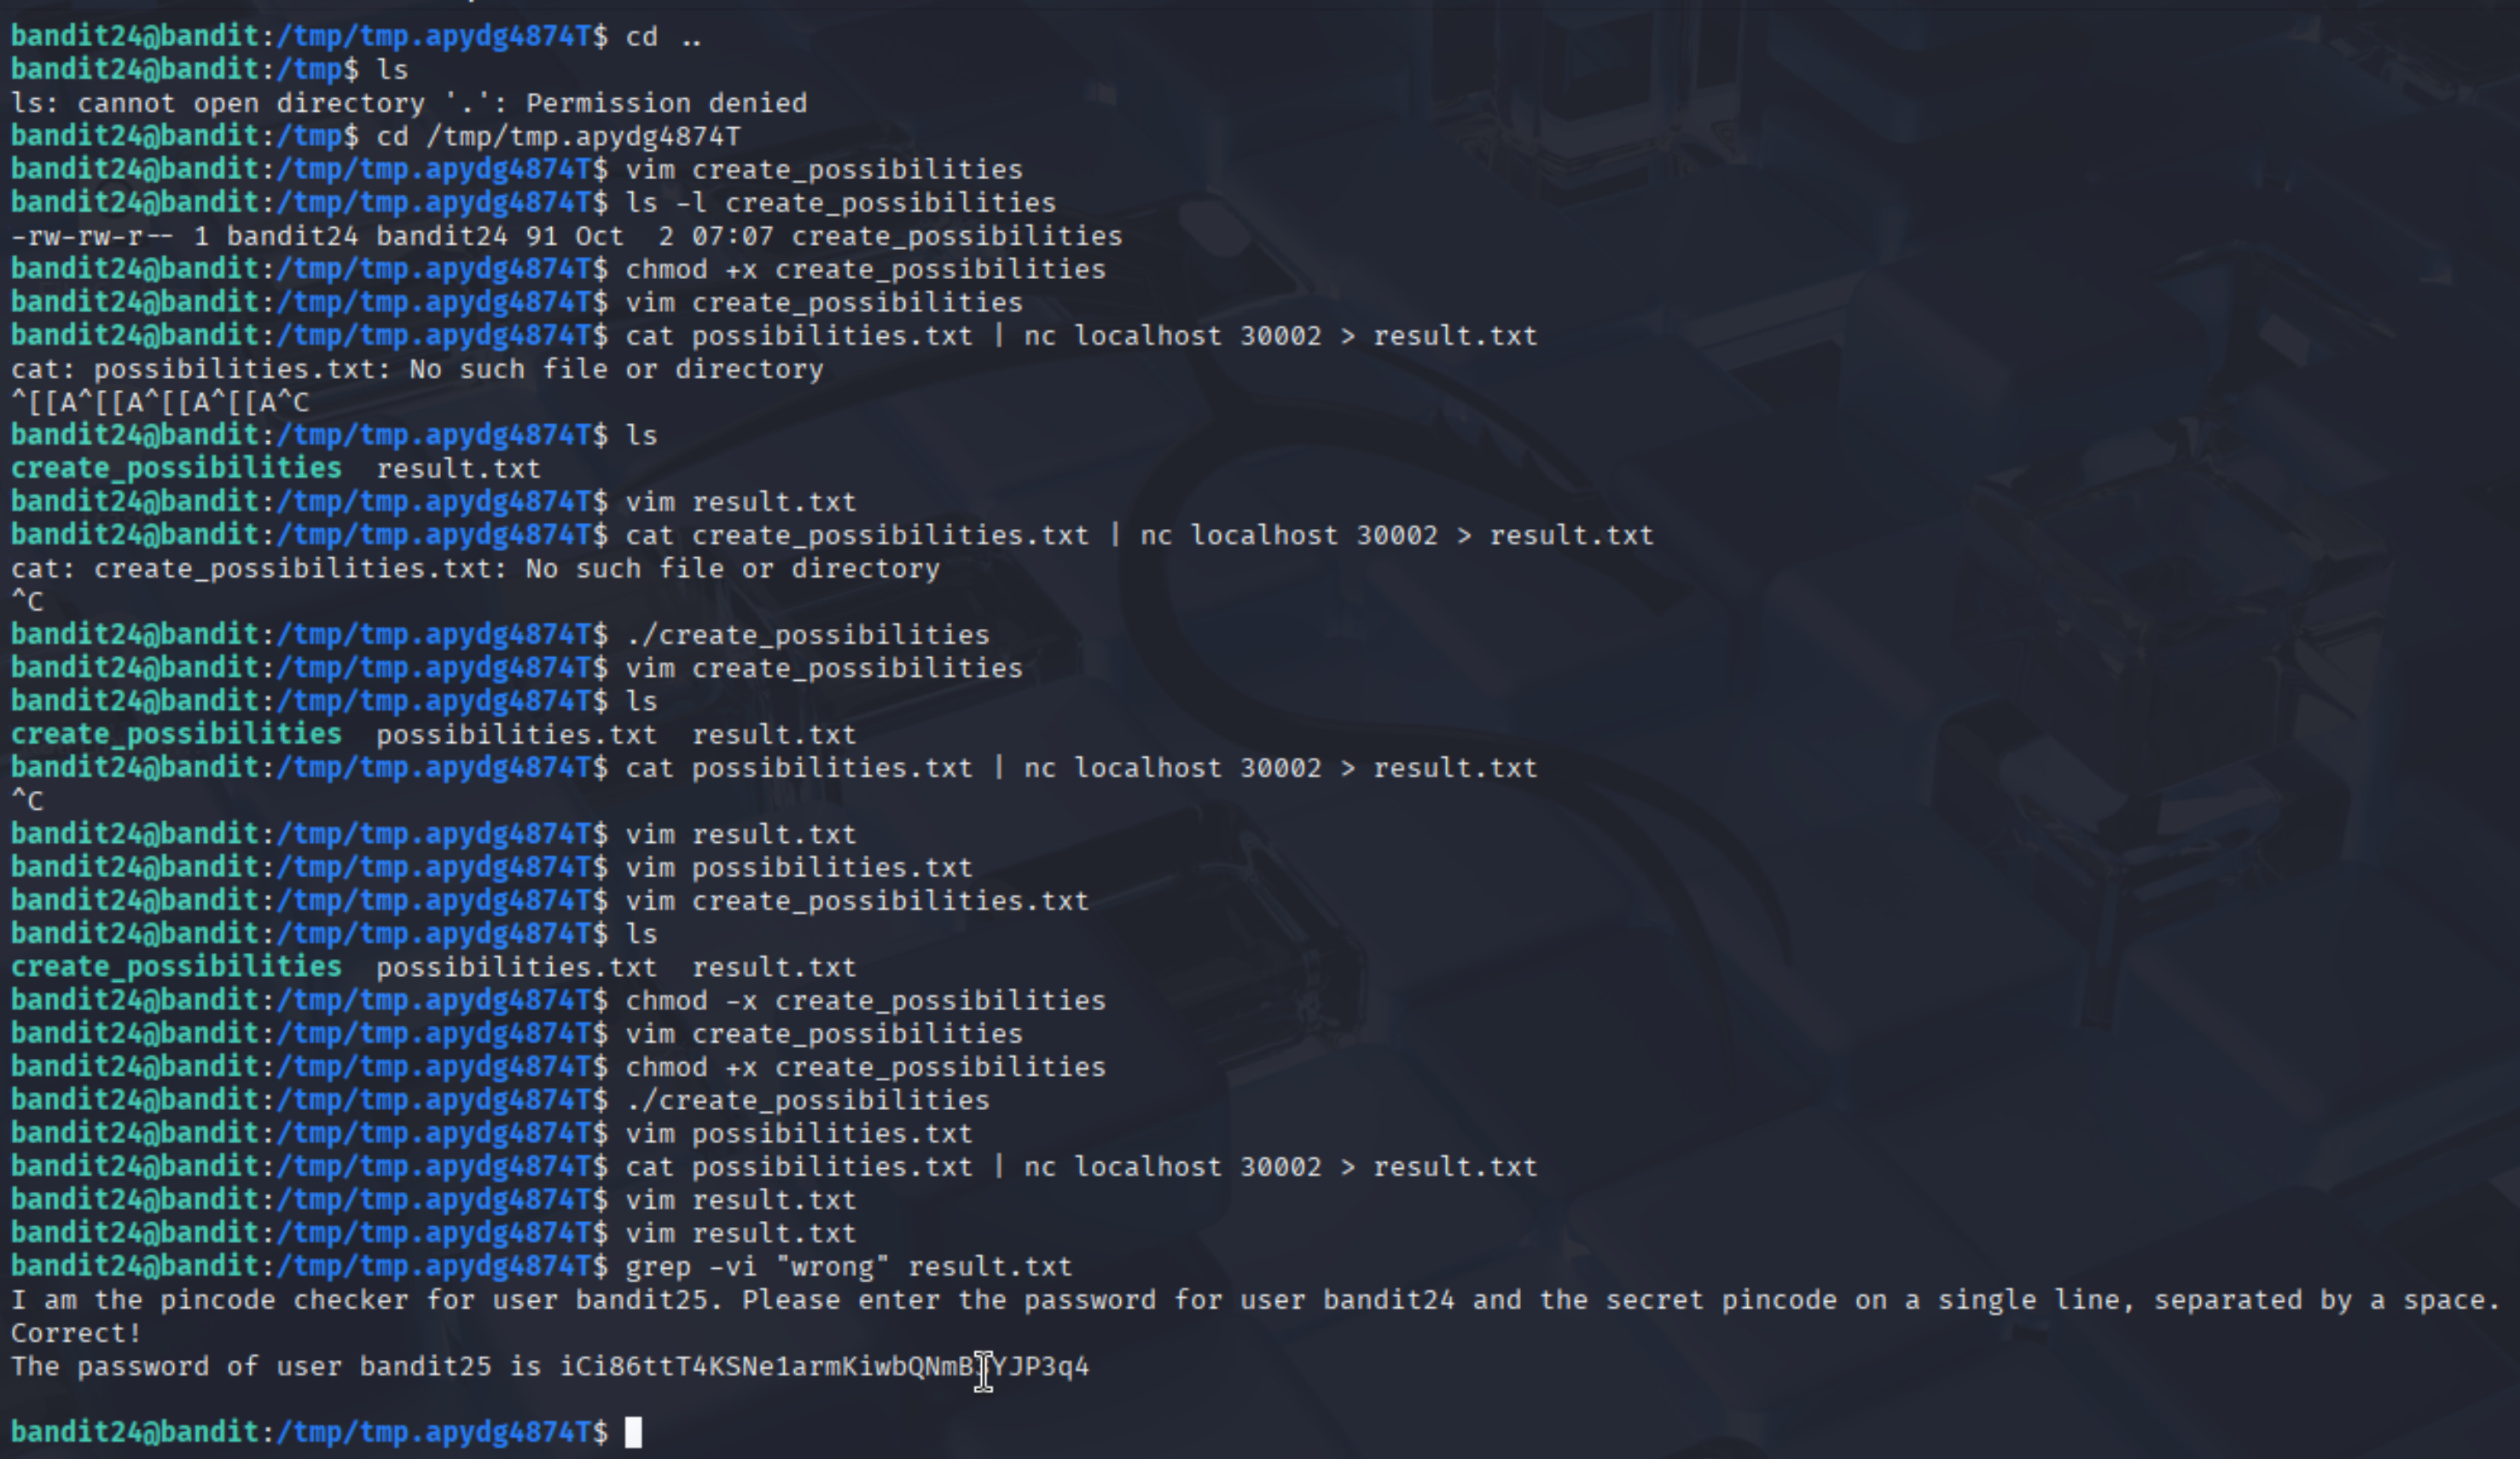 bandit24@bandit:/tmp/tmp.apydg4874T$ cd ..
bandit24@bandit:/tmp$ ls
ls: cannot open directory '.': Permission denied
bandit24@bandit:/tmp$ cd /tmp/tmp.apydg4874T
bandit24@bandit:/tmp/tmp.apydg4874T$ vim create_possibilities
bandit24@bandit:/tmp/tmp.apydg4874T$ ls -l create_possibilities
-rw-rw-r-- 1 bandit24 bandit24 91 Oct  2 07:07 create_possibilities
bandit24@bandit:/tmp/tmp.apydg4874T$ chmod +x create_possibilities
bandit24@bandit:/tmp/tmp.apydg4874T$ vim create_possibilities
bandit24@bandit:/tmp/tmp.apydg4874T$ cat possibilities.txt | nc localhost 30002 > result.txt
cat: possibilities.txt: No such file or directory
^[[A^[[A^[[A^[[A^C
bandit24@bandit:/tmp/tmp.apydg4874T$ ls
create_possibilities  result.txt
bandit24@bandit:/tmp/tmp.apydg4874T$ vim result.txt
bandit24@bandit:/tmp/tmp.apydg4874T$ cat create_possibilities.txt | nc localhost 30002 > result.txt
cat: create_possibilities.txt: No such file or directory
^C
bandit24@bandit:/tmp/tmp.apydg4874T$ ./create_possibilities
bandit24@bandit:/tmp/tmp.apydg4874T$ vim create_possibilities
bandit24@bandit:/tmp/tmp.apydg4874T$ ls
create_possibilities  possibilities.txt  result.txt
bandit24@bandit:/tmp/tmp.apydg4874T$ cat possibilities.txt | nc localhost 30002 > result.txt
^C
bandit24@bandit:/tmp/tmp.apydg4874T$ vim result.txt
bandit24@bandit:/tmp/tmp.apydg4874T$ vim possibilities.txt
bandit24@bandit:/tmp/tmp.apydg4874T$ vim create_possibilities.txt
bandit24@bandit:/tmp/tmp.apydg4874T$ ls
create_possibilities  possibilities.txt  result.txt
bandit24@bandit:/tmp/tmp.apydg4874T$ chmod -x create_possibilities
bandit24@bandit:/tmp/tmp.apydg4874T$ vim create_possibilities
bandit24@bandit:/tmp/tmp.apydg4874T$ chmod +x create_possibilities
bandit24@bandit:/tmp/tmp.apydg4874T$ ./create_possibilities
bandit24@bandit:/tmp/tmp.apydg4874T$ vim possibilities.txt
bandit24@bandit:/tmp/tmp.apydg4874T$ cat possibilities.txt | nc localhost 30002 > result.txt
bandit24@bandit:/tmp/tmp.apydg4874T$ vim result.txt
bandit24@bandit:/tmp/tmp.apydg4874T$ vim result.txt
bandit24@bandit:/tmp/tmp.apydg4874T$ grep -vi "wrong" result.txt
I am the pincode checker for user bandit25. Please enter the password for user bandit24 and the secret pincode on a single line, separated by a space.
Correct!
The password of user bandit25 is
bandit24@bandit:/tmp/tmp.apydg4874T$